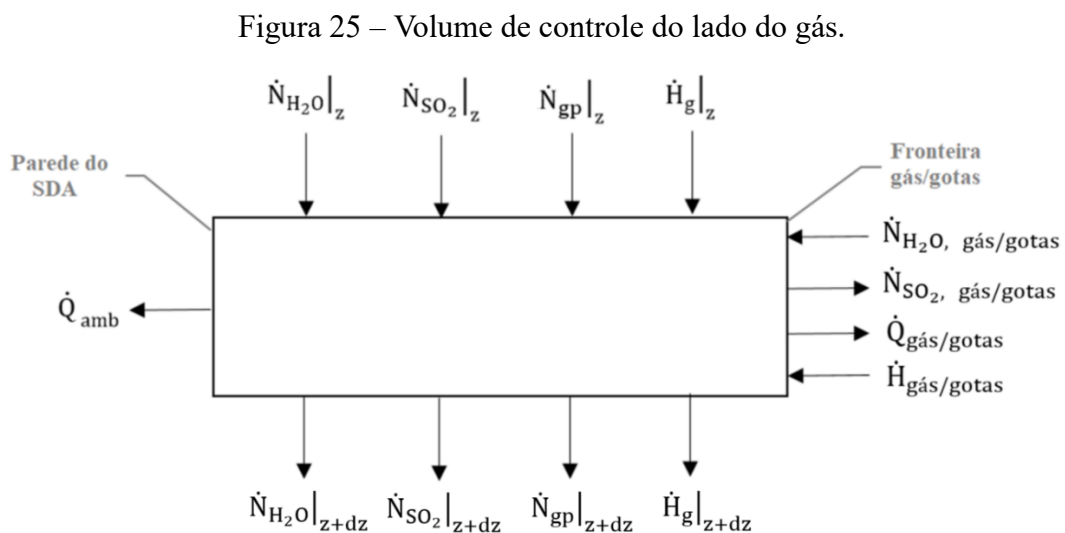 Figura 25 – Volume de controle do lado do gás.
Ṅ_H₂O|_z Ṅ_SO₂|_z Ṅ_gp|_z Ḣ_g|_z
Parede do
SDA
Fronteira
gás/gotas
Ṅ_H₂O, gás/gotas
Ṅ_SO₂, gás/gotas
Q̇_amb
Q̇_gás/gotas
Ḣ_gás/gotas
Ṅ_H₂O|_z+dz Ṅ_SO₂|_z+dz Ṅ_gp|_z+dz Ḣ_g|_z+dz